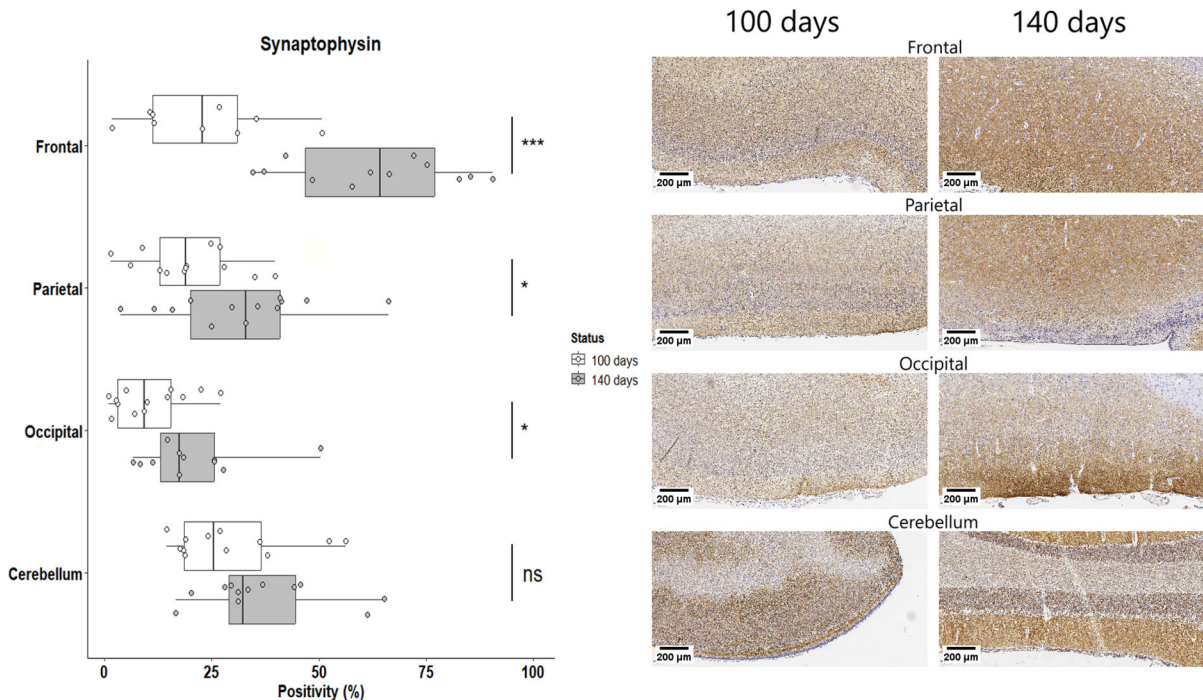 Synaptophysin
Frontal
***
Parietal
*
Occipital
*
Cerebellum
ns
0 25 50 75 100
Positivity (%)
Status
100 days
140 days
100 days 140 days
Frontal
200 µm 200 µm
Parietal
200 µm 200 µm
Occipital
200 µm 200 µm
Cerebellum
200 µm 200 µm